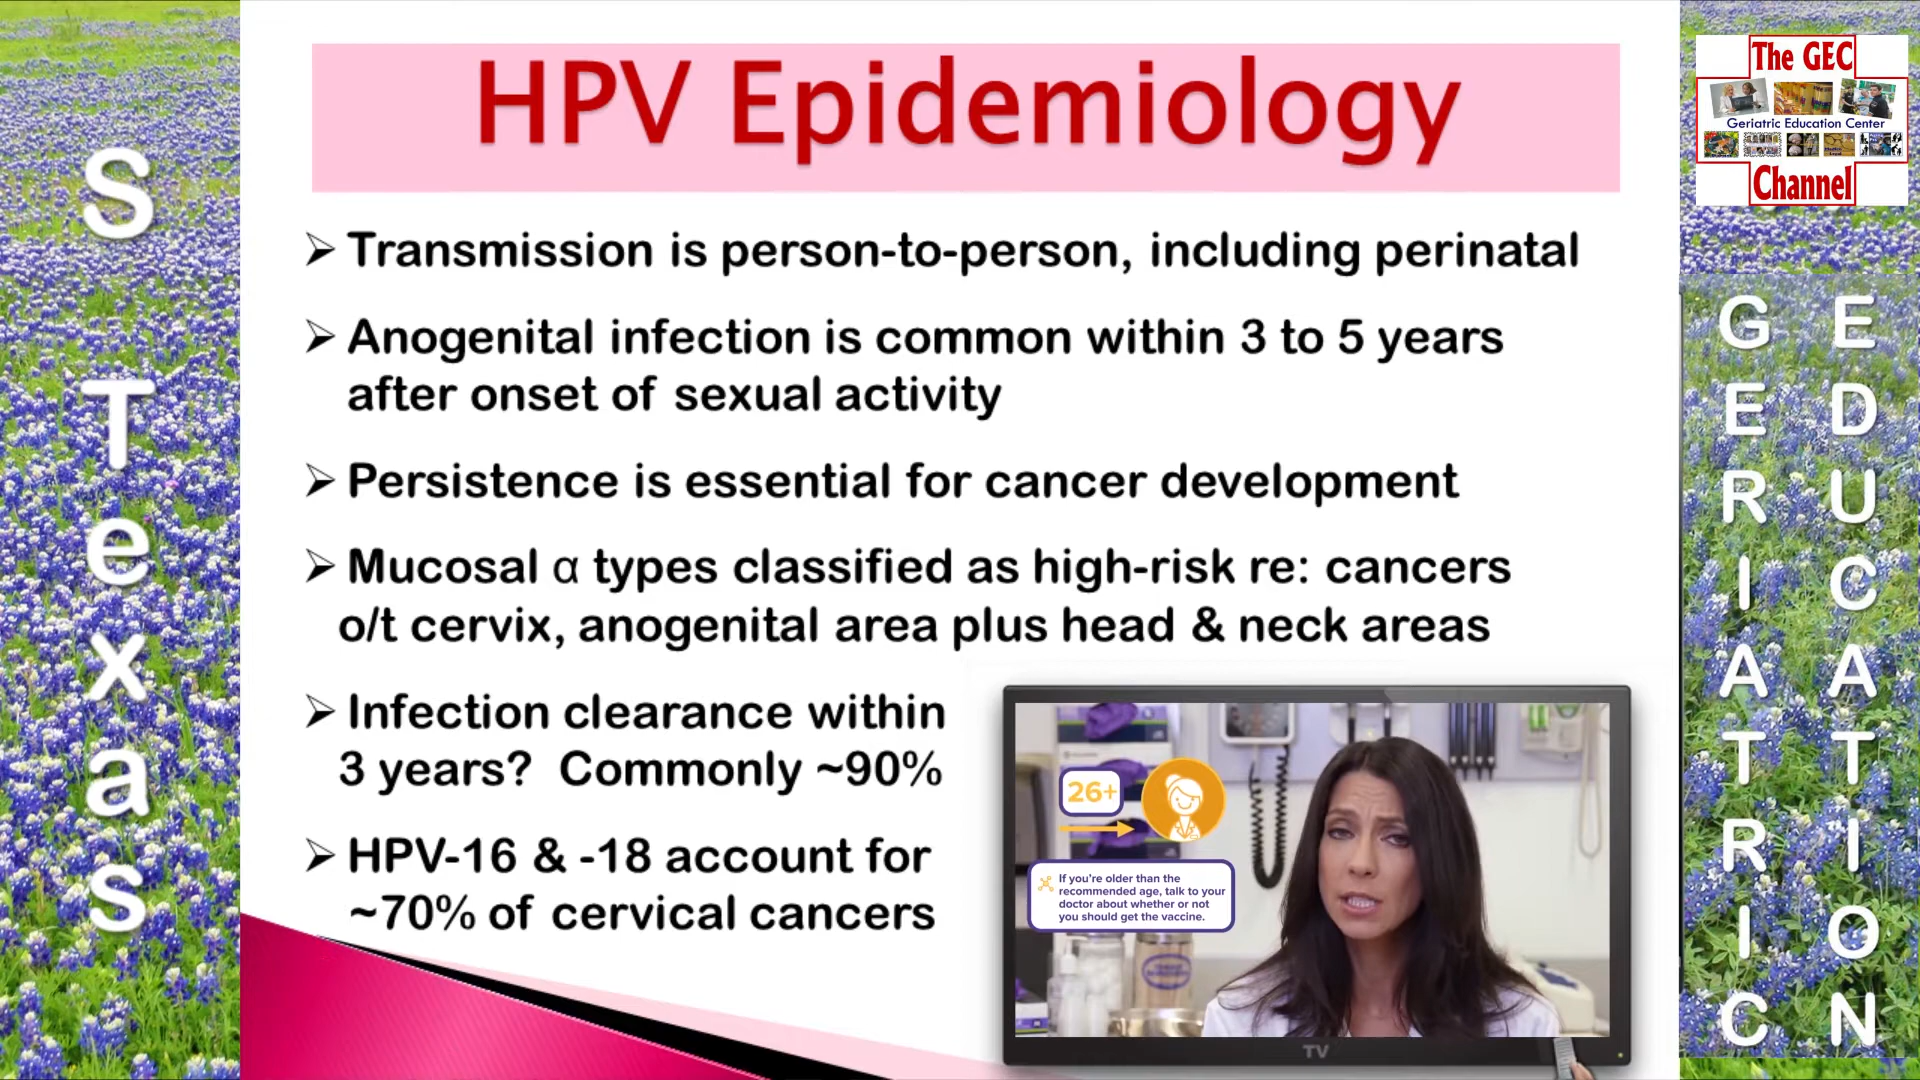 HPV Epidemiology
➢ Transmission is person-to-person, including perinatal
➢ Anogenital infection is common within 3 to 5 years
after onset of sexual activity
➢ Persistence is essential for cancer development
➢ Mucosal α types classified as high-risk re: cancers
o/t cervix, anogenital area plus head & neck areas
➢ Infection clearance within
3 years? Commonly ~90%
➢ HPV-16 & -18 account for
~70% of cervical cancers
26+
If you're older than the
recommended age, talk to your
doctor about whether or not
you should get the vaccine.
TV
S Texas
The GEC
Geriatric Education Center
Channel
GERIATRIC
EDUCATION